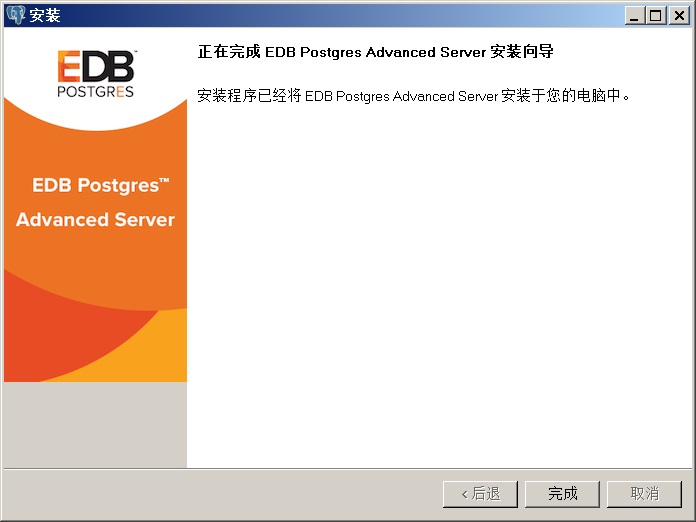 安装
EDB
POSTGRES
EDB Postgres™
Advanced Server
正在完成 EDB Postgres Advanced Server 安装向导
安装程序已经将 EDB Postgres Advanced Server 安装于您的电脑中。
< 后退
完成
取消